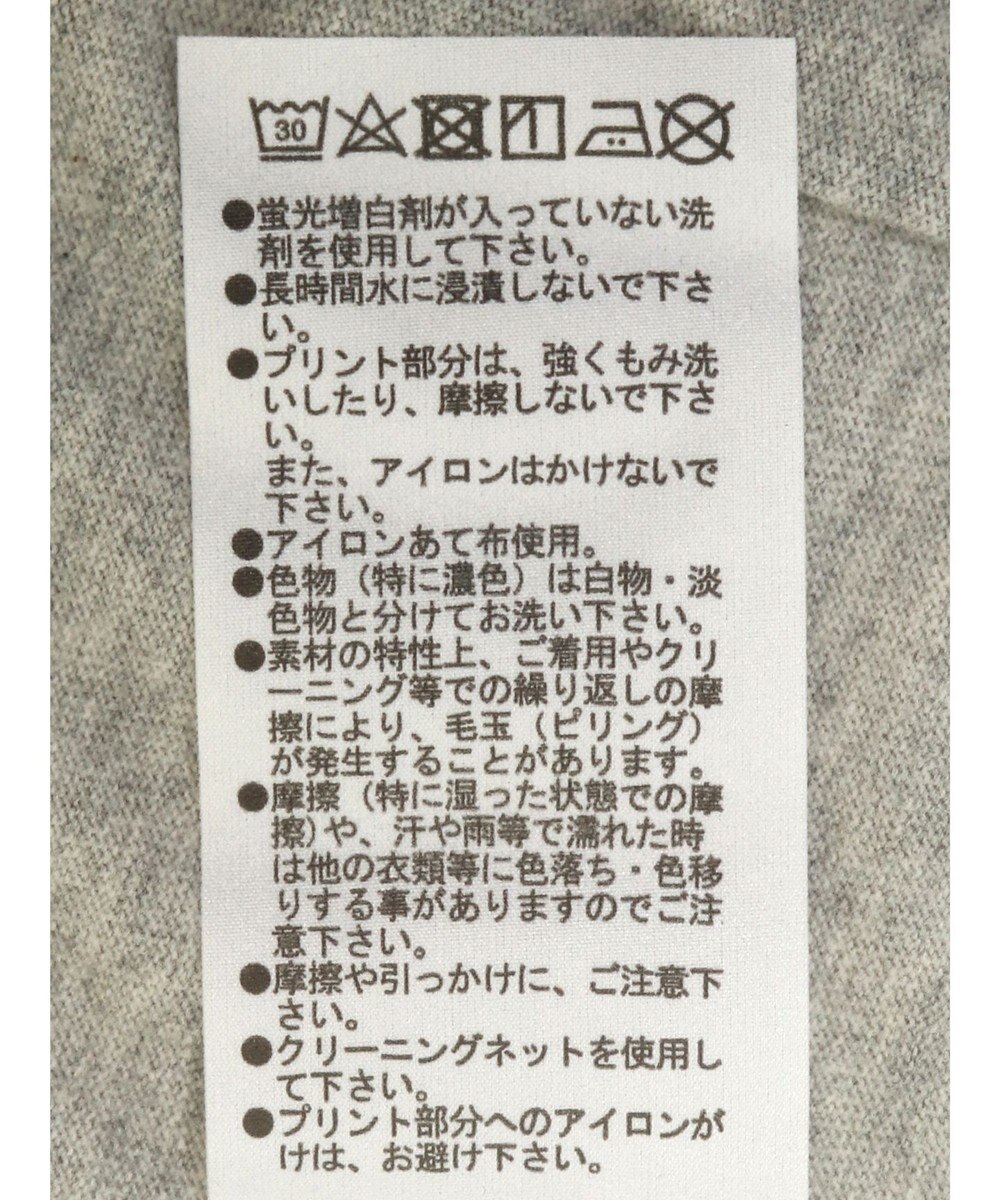 30
●蛍光増白剤が入っていない洗
剤を使用して下さい。
●長時間水に浸漬しないで下さ
い。
●プリント部分は、強くもみ洗
いしたり、摩擦しないで下さ
い。
また、アイロンはかけないで
下さい。
●アイロンあて布使用。
●色物（特に濃色）は白物・淡
色物と分けてお洗い下さい。
●素材の特性上、ご着用やクリ
ーニング等での繰り返しの摩
擦により、毛玉（ピリング）
が発生することがあります。
●摩擦（特に湿った状態での摩
擦）や、汗や雨等で濡れた時
は他の衣類等に色落ち・色移
りする事がありますのでご注
意下さい。
●摩擦や引っかけに、ご注意下
さい。
●クリーニングネットを使用し
て下さい。
●プリント部分へのアイロンが
けは、お避け下さい。